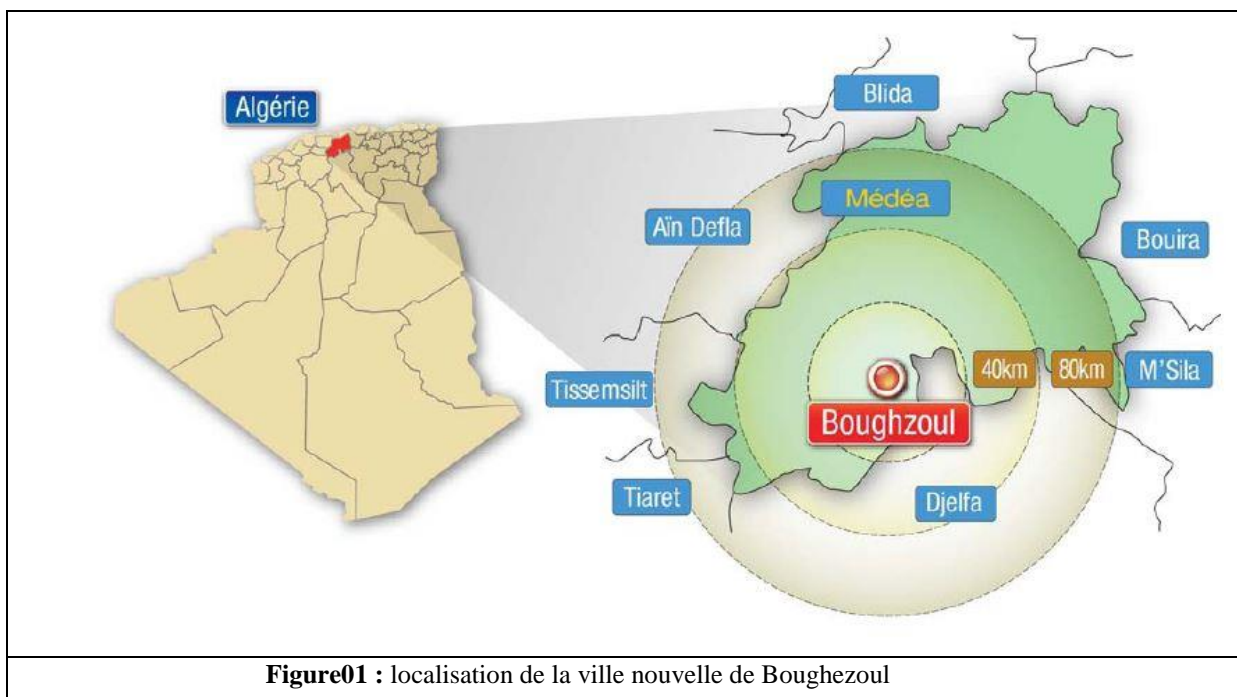 Algérie
Blida
Médéa
Aïn Defla
Bouira
40km
80km
M'Sila
Tissemsilt
Boughzoul
Tiaret
Djelfa
Figure01 : localisation de la ville nouvelle de Boughezoul